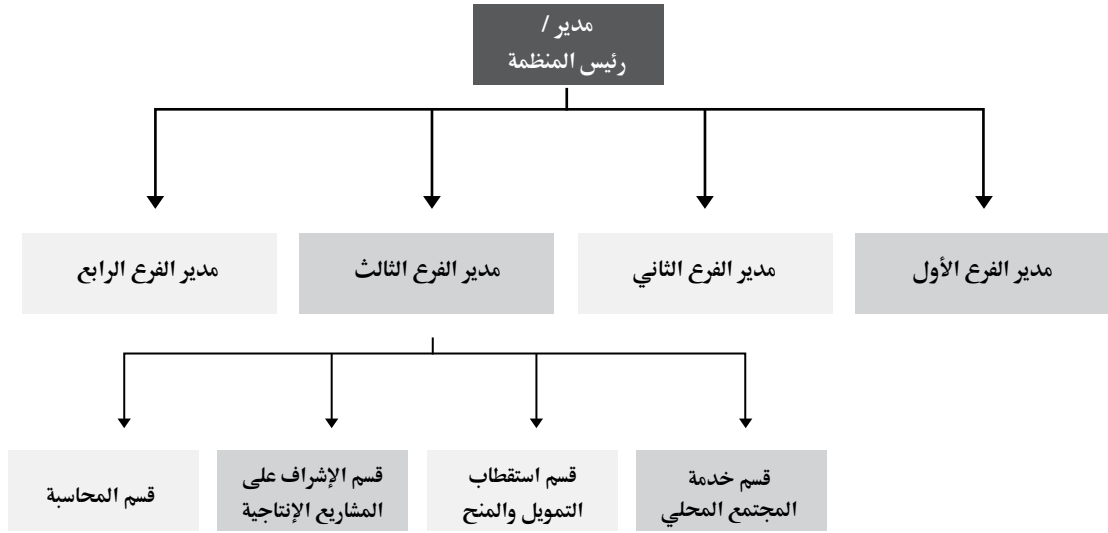 مدير /
رئيس المنظمة
مدير الفرع الأول
مدير الفرع الثاني
مدير الفرع الثالث
مدير الفرع الرابع
قسم خدمة
المجتمع المحلي
قسم استقطاب
التمويل والمنح
قسم الإشراف على
المشاريع الإنتاجية
قسم المحاسبة